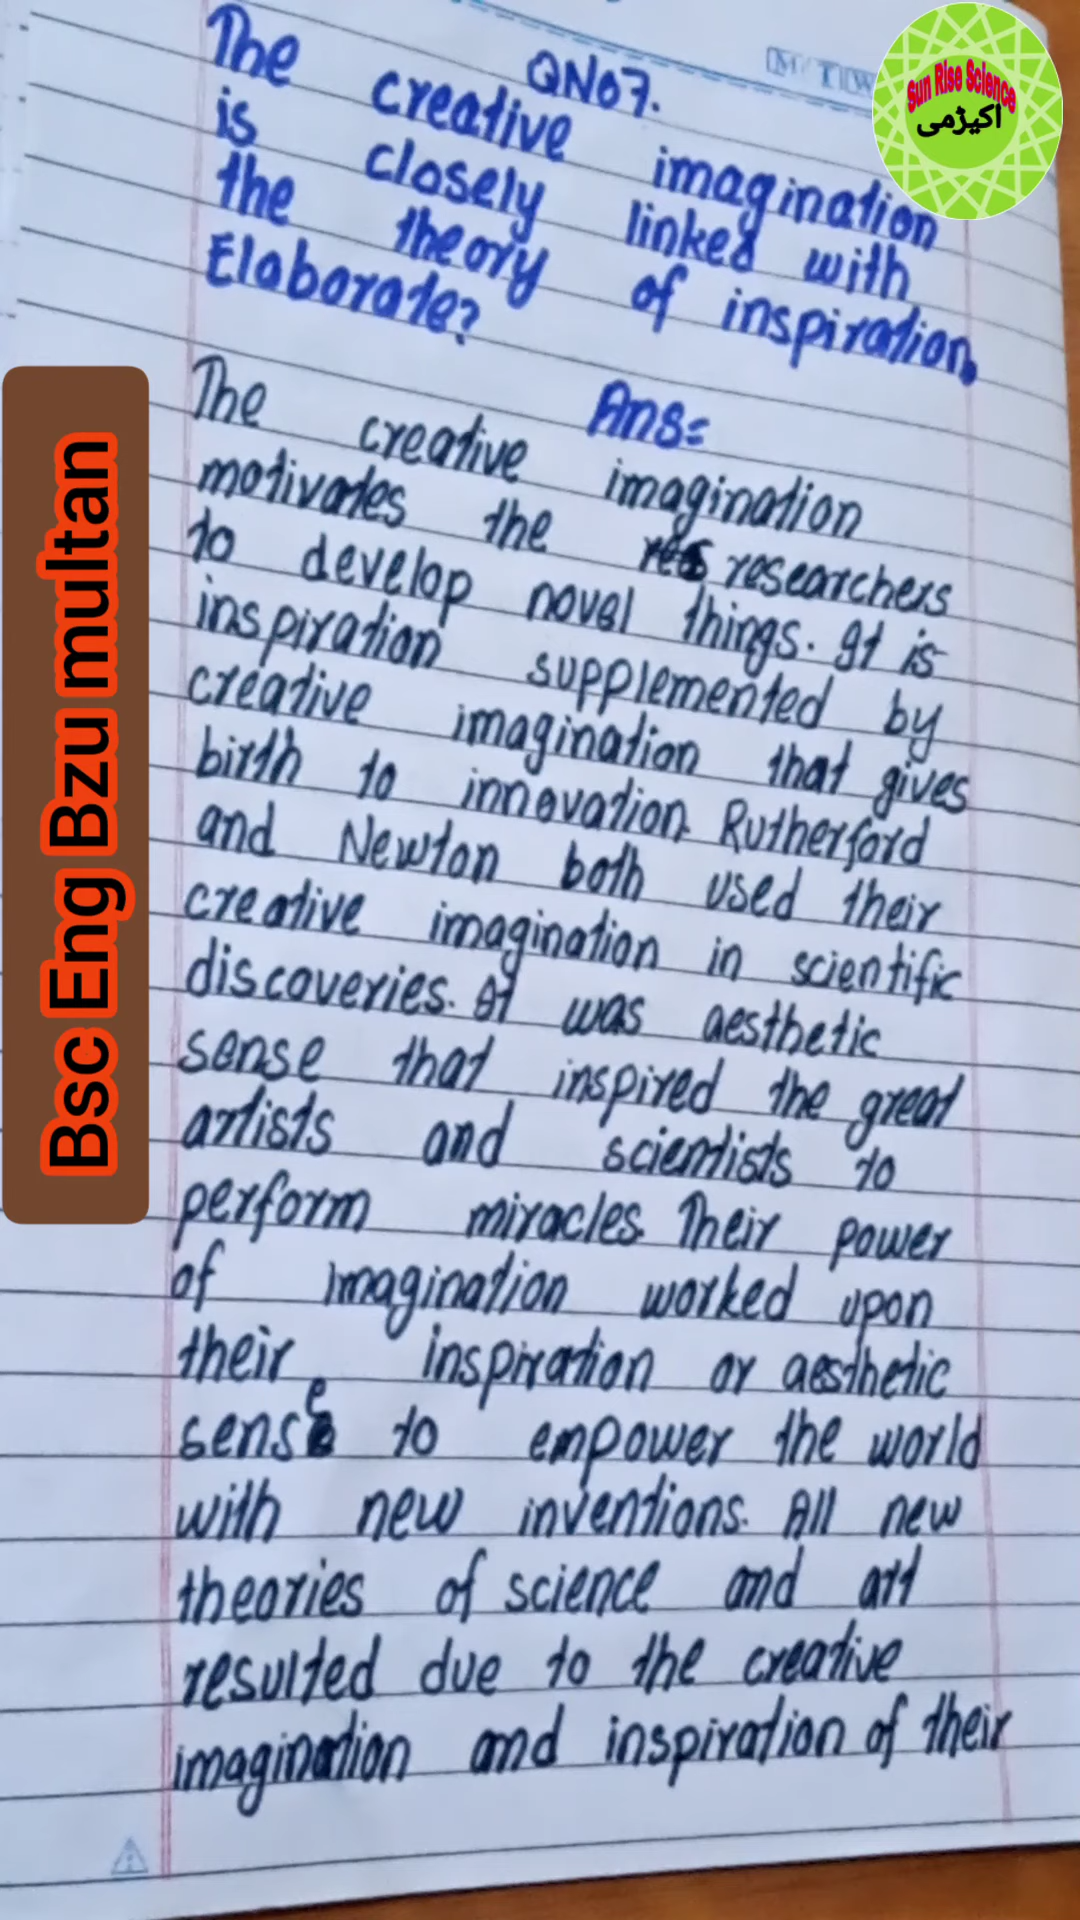 QNo7.
The creative imagination
is closely linked with
the theory of inspiration.
Elaborate?
Ans=
The creative imagination
motivates the researchers
to develop novel things. It is
inspiration supplemented by
creative imagination that gives
birth to innovation. Rutherford
and Newton both used their
creative imagination in scientific
discoveries. It was aesthetic
sense that inspired the great
artists and scientists to
perform miracles. Their power
of imagination worked upon
their inspiration or aesthetic
sense to empower the world
with new inventions. All new
theories of science and art
resulted due to the creative
imagination and inspiration of their
Bsc Eng Bzu multan
Sun Rise Science
اکیڈمی
M T W